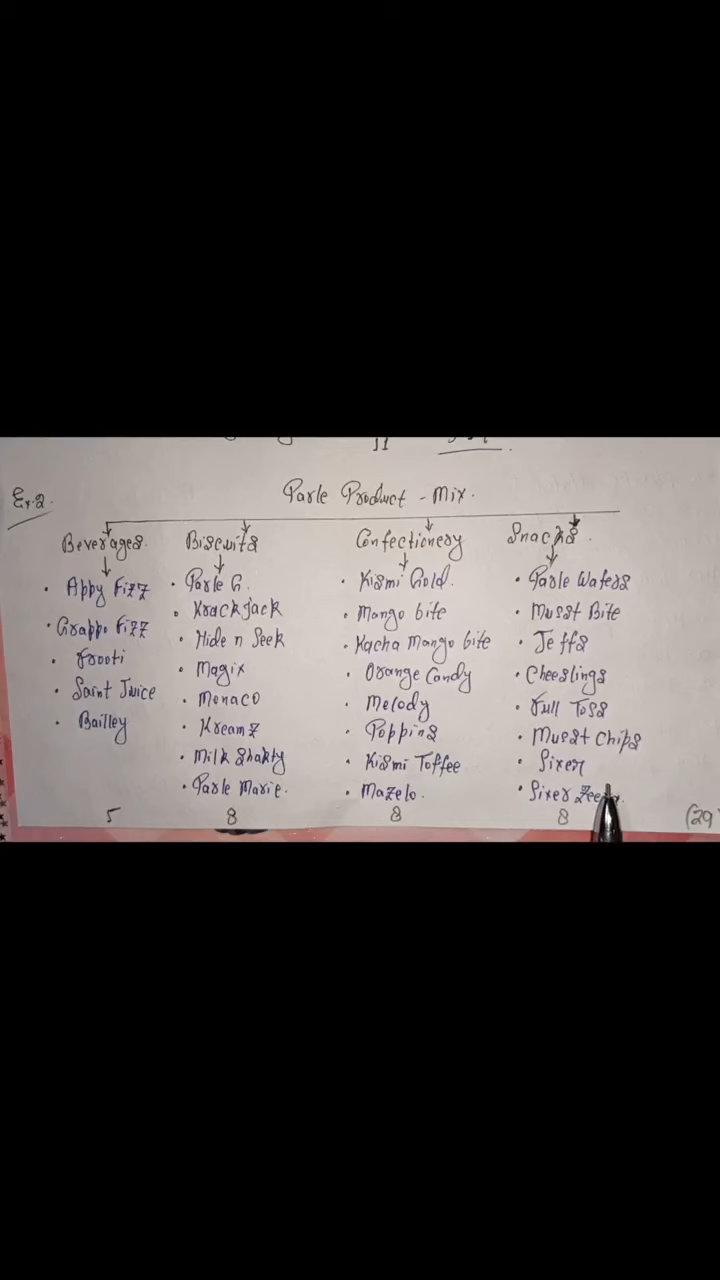 Ex.2.
Parle Product - Mix.
Beverages.
• Appy Fizz
• Grappo Fizz
• Frooti
• Saint Juice
• Bailley
5
Biscuits
• Parle G.
• Krackjack
• Hide n Seek
• Magix
• Monaco
• Kreamz
• Milk Shakty
• Parle Marie.
8
Confectionery
• Kismi Gold.
• Mango bite
• Kacha Mango bite
• Orange Candy
• Melody
• Poppins
• Kismi Toffee
• Mazelo.
8
Snacks.
• Parle Wafers
• Musst Bite
• Jeffs
• Cheeslings
• Full Toss
• Musst Chips
• Sixer
• Sixer
8
(29